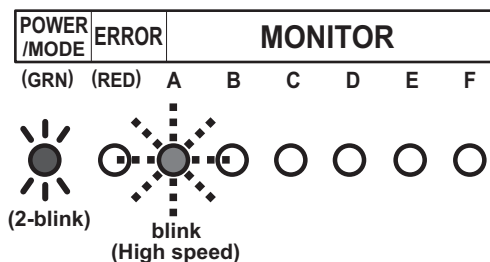 POWER
/MODE ERROR MONITOR
(GRN) (RED) A B C D E F
(2-blink)
blink
(High speed)